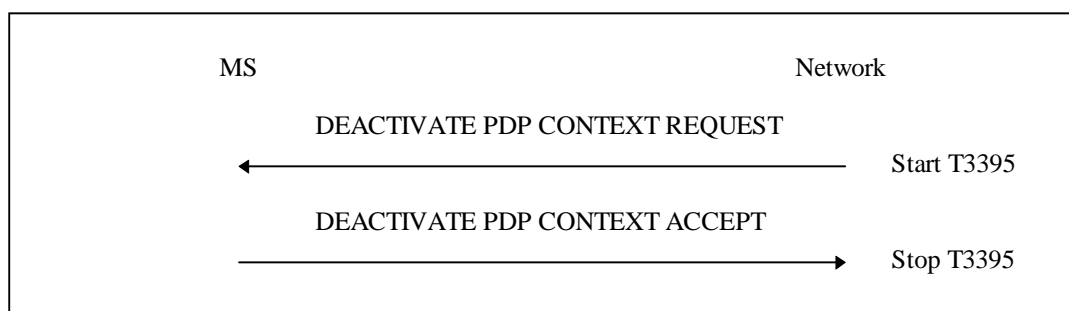 MS Network
DEACTIVATE PDP CONTEXT REQUEST
Start T3395
DEACTIVATE PDP CONTEXT ACCEPT
Stop T3395